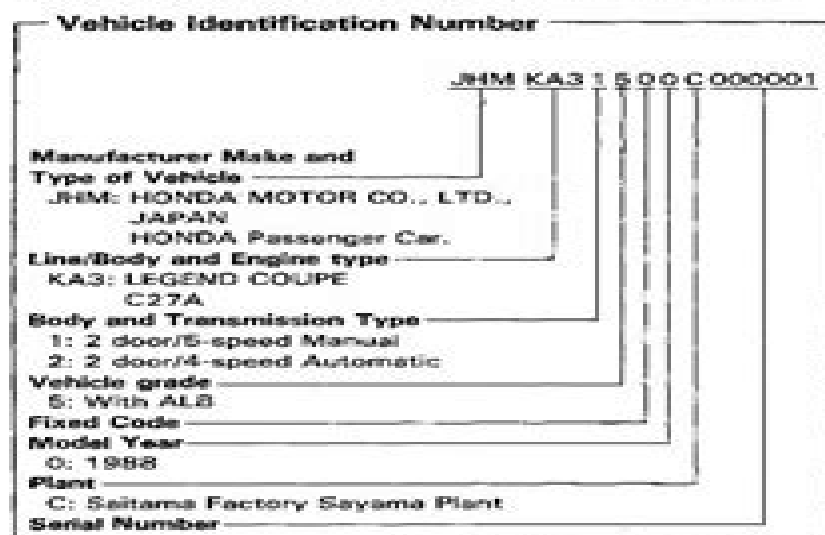 Vehicle Identification Number
JHM KA3 1 5 0 0 C 000001
Manufacturer Make and
Type of Vehicle
JHM: HONDA MOTOR CO., LTD.,
JAPAN
HONDA Passenger Car.
Line/Body and Engine type
KA3: LEGEND COUPE
C27A
Body and Transmission Type
1: 2 door/5-speed Manual
2: 2 door/4-speed Automatic
Vehicle grade
5: With ALB
Fixed Code
Model Year
0: 1988
Plant
C: Saitama Factory Sayama Plant
Serial Number